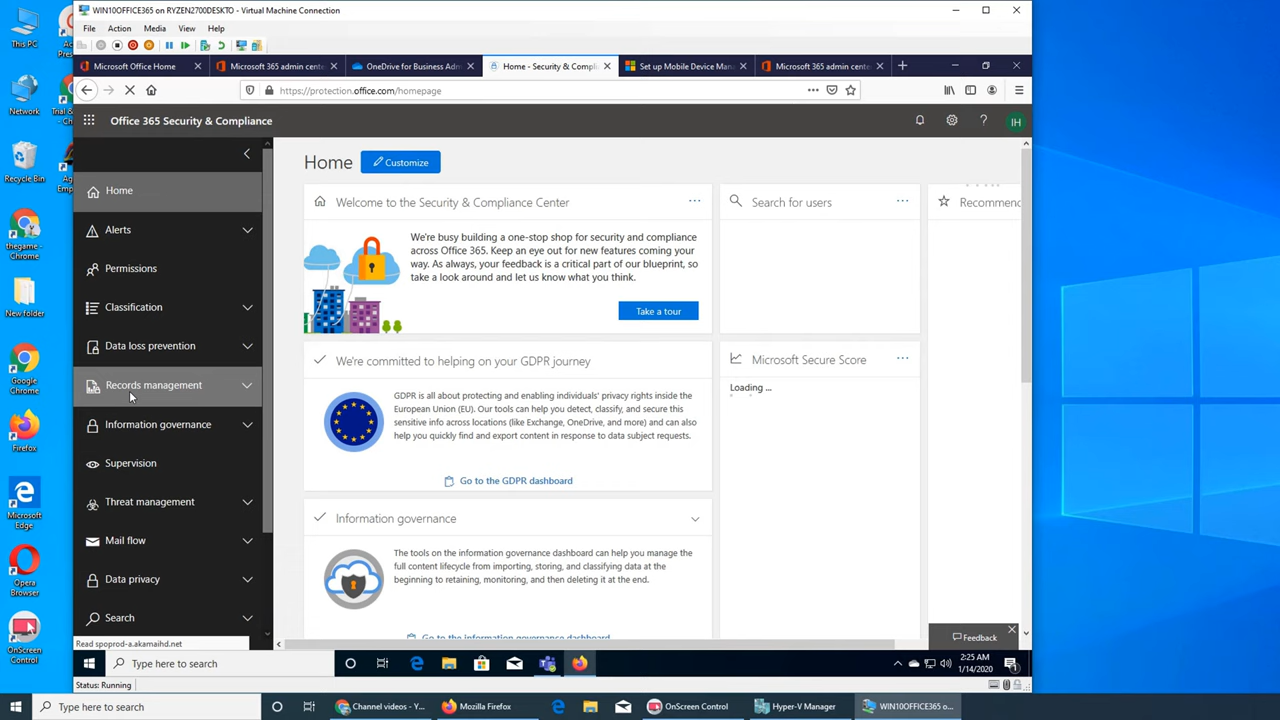 This PC
Network
Recycle Bin
thegame - Chrome
New folder
Google Chrome
Firefox
Microsoft Edge
Opera Browser
OnScreen Control
WIN10OFFICE365 on RYZEN2700DESKTO - Virtual Machine Connection
File Action Media View Help
Microsoft Office Home
Microsoft 365 admin cent
OneDrive for Business Adm
Home - Security & Compli
Set up Mobile Device Man
Microsoft 365 admin cent
https://protection.office.com/homepage
Office 365 Security & Compliance
IH
Home
Alerts
Permissions
Classification
Data loss prevention
Records management
Information governance
Supervision
Threat management
Mail flow
Data privacy
Search
Read spoprod-a.akamaihd.net
Home Customize
Welcome to the Security & Compliance Center
We're busy building a one-stop shop for security and compliance
across Office 365. Keep an eye out for new features coming your
way. As always, your feedback is a critical part of our blueprint, so
take a look around and let us know what you think.
Take a tour
Search for users
Recommenc
We're committed to helping on your GDPR journey
GDPR is all about protecting and enabling individuals' privacy rights inside the
European Union (EU). Our tools can help you detect, classify, and secure this
sensitive info across locations (like Exchange, OneDrive, and more) and can also
help you quickly find and export content in response to data subject requests.
Go to the GDPR dashboard
Microsoft Secure Score
Loading ...
Information governance
The tools on the information governance dashboard can help you manage the
full content lifecycle from importing, storing, and classifying data at the
beginning to retaining, monitoring, and then deleting it at the end.
Go to the information governance dashboard
Feedback
Type here to search
2:25 AM
1/14/2020
Status: Running
Type here to search
Channel videos - Y...
Mozilla Firefox
OnScreen Control
Hyper-V Manager
WIN10OFFICE365 o...